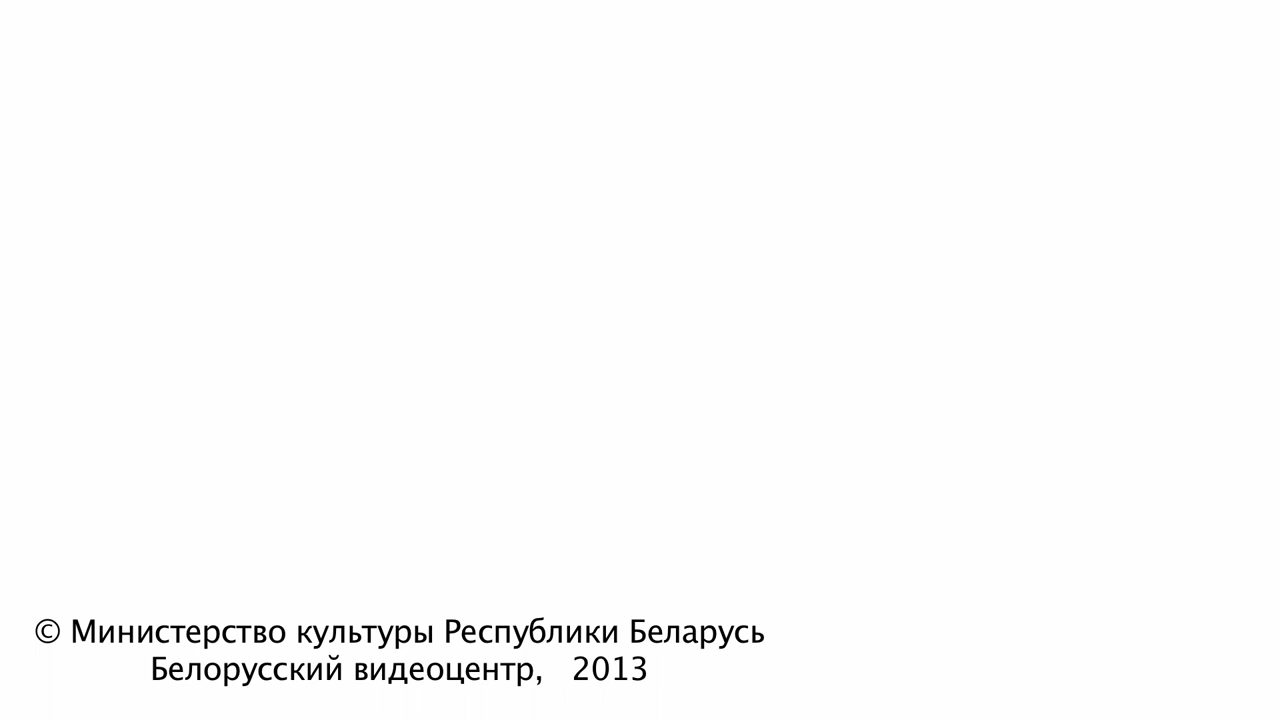 © Министерство культуры Республики Беларусь
Белорусский видеоцентр, 2013